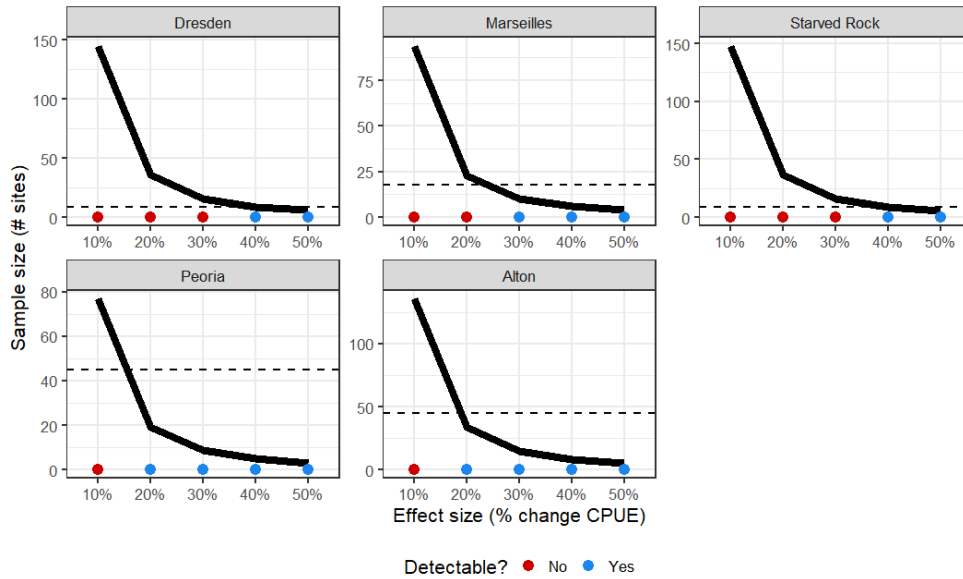 Dresden
Marseilles
Starved Rock
150
100
50
0
75
50
25
0
150
100
50
0
10% 20% 30% 40% 50%
10% 20% 30% 40% 50%
10% 20% 30% 40% 50%
Peoria
Alton
80
60
40
20
0
100
50
0
10% 20% 30% 40% 50%
10% 20% 30% 40% 50%
Sample size (# sites)
Effect size (% change CPUE)
Detectable? No Yes